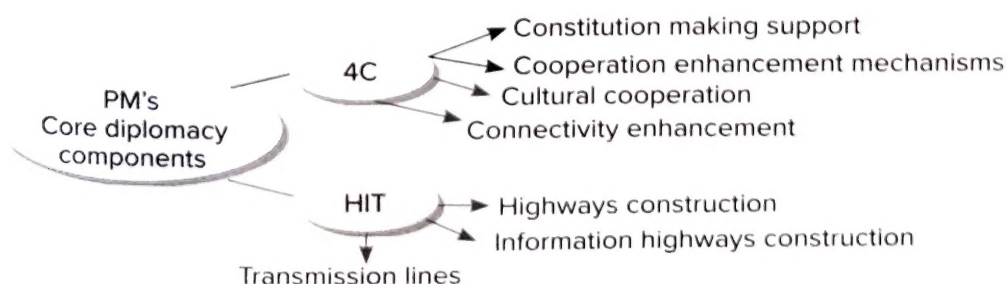 PM's
Core diplomacy
components
4C
Constitution making support
Cooperation enhancement mechanisms
Cultural cooperation
Connectivity enhancement
HIT
Highways construction
Information highways construction
Transmission lines